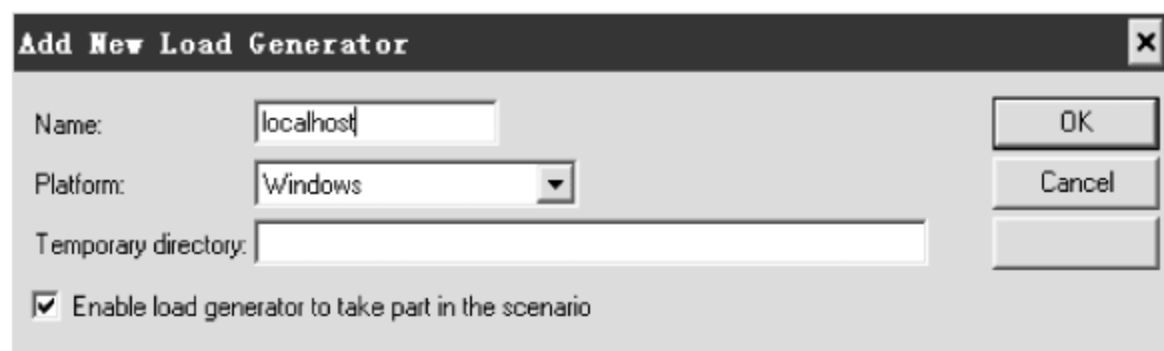 Add New Load Generator
Name: localhost OK
Platform: Windows Cancel
Temporary directory:
Enable load generator to take part in the scenario